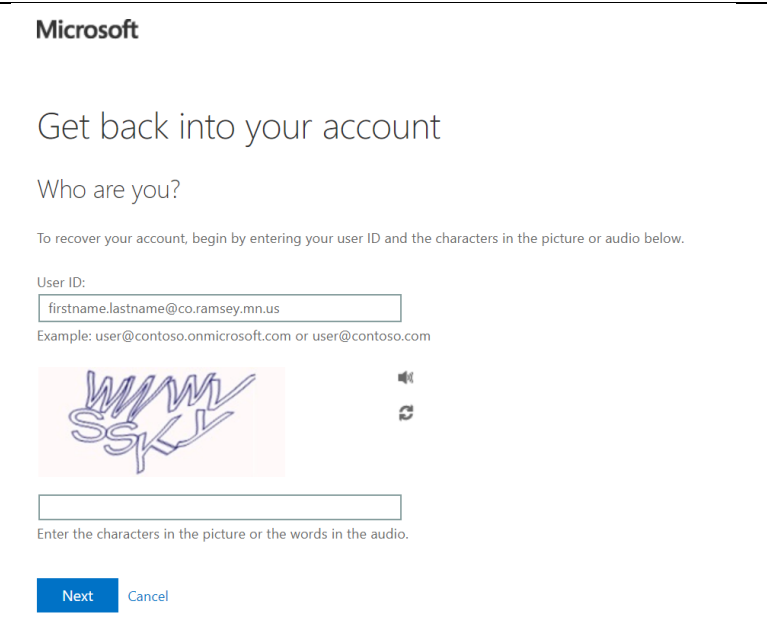 Microsoft
Get back into your account
Who are you?
To recover your account, begin by entering your user ID and the characters in the picture or audio below.
User ID:
firstname.lastname@co.ramsey.mn.us
Example: user@contoso.onmicrosoft.com or user@contoso.com
Enter the characters in the picture or the words in the audio.
Next
Cancel